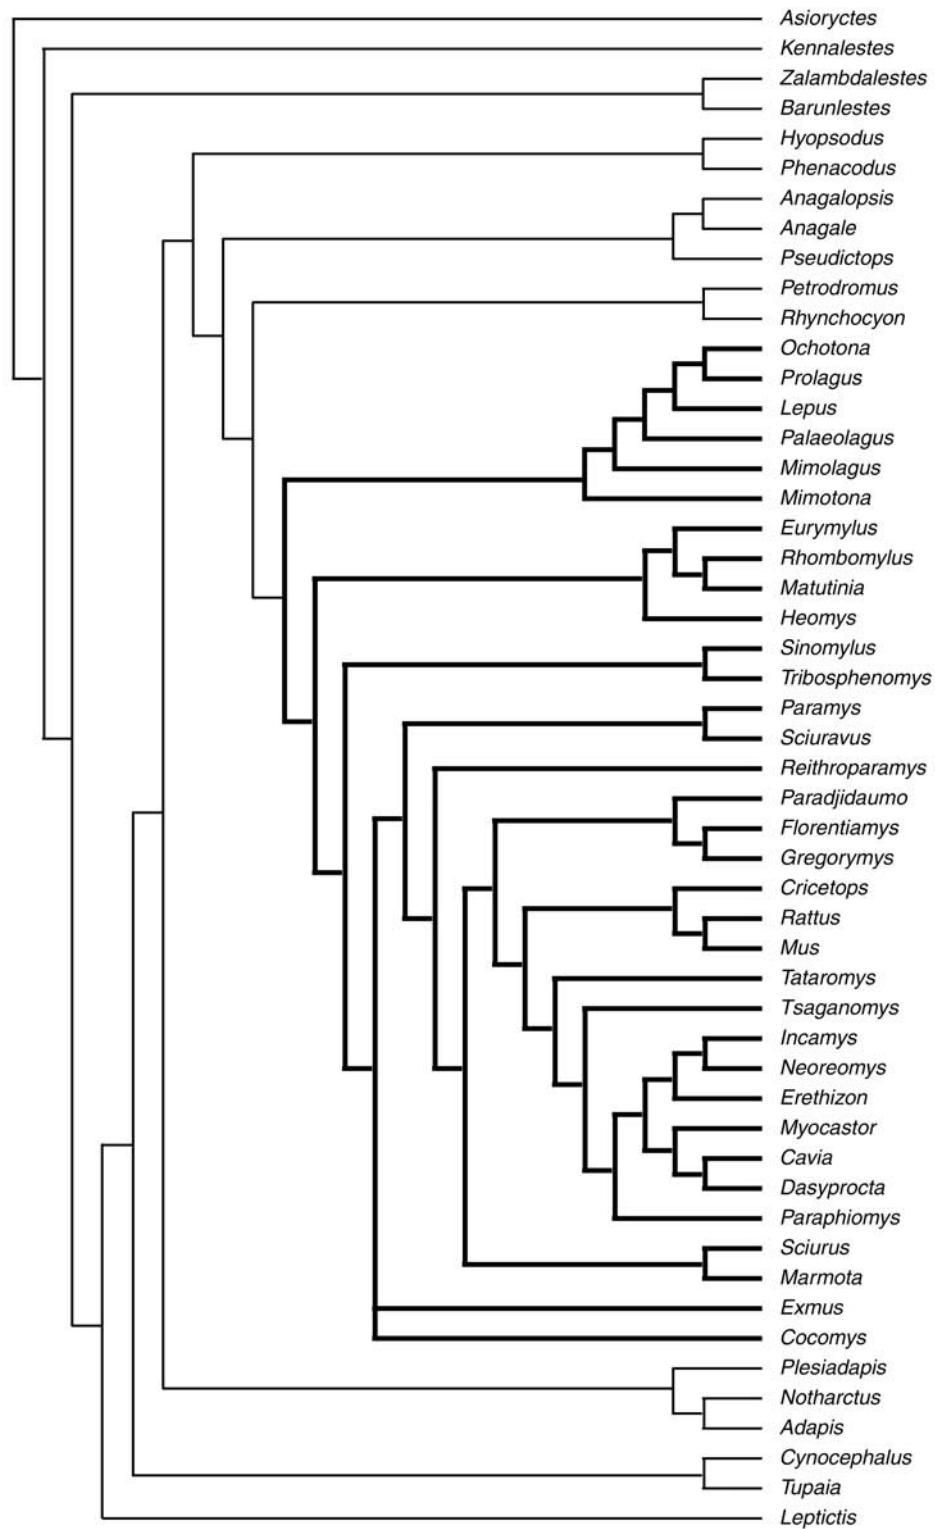 Asioryctes
Kennalestes
Zalambdalestes
Barunlestes
Hyopsodus
Phenacodus
Anagalopsis
Anagale
Pseudictops
Petrodromus
Rhynchocyon
Ochotona
Prolagus
Lepus
Palaeolagus
Mimolagus
Mimotona
Eurymylus
Rhombomylus
Matutinia
Heomys
Sinomylus
Tribosphenomys
Paramys
Sciuravus
Reithroparamys
Paradjidaumo
Florentiamys
Gregorymys
Cricetops
Rattus
Mus
Tataromys
Tsaganomys
Incamys
Neoreomys
Erethizon
Myocastor
Cavia
Dasyprocta
Paraphiomys
Sciurus
Marmota
Exmus
Cocomys
Plesiadapis
Notharctus
Adapis
Cynocephalus
Tupaia
Leptictis